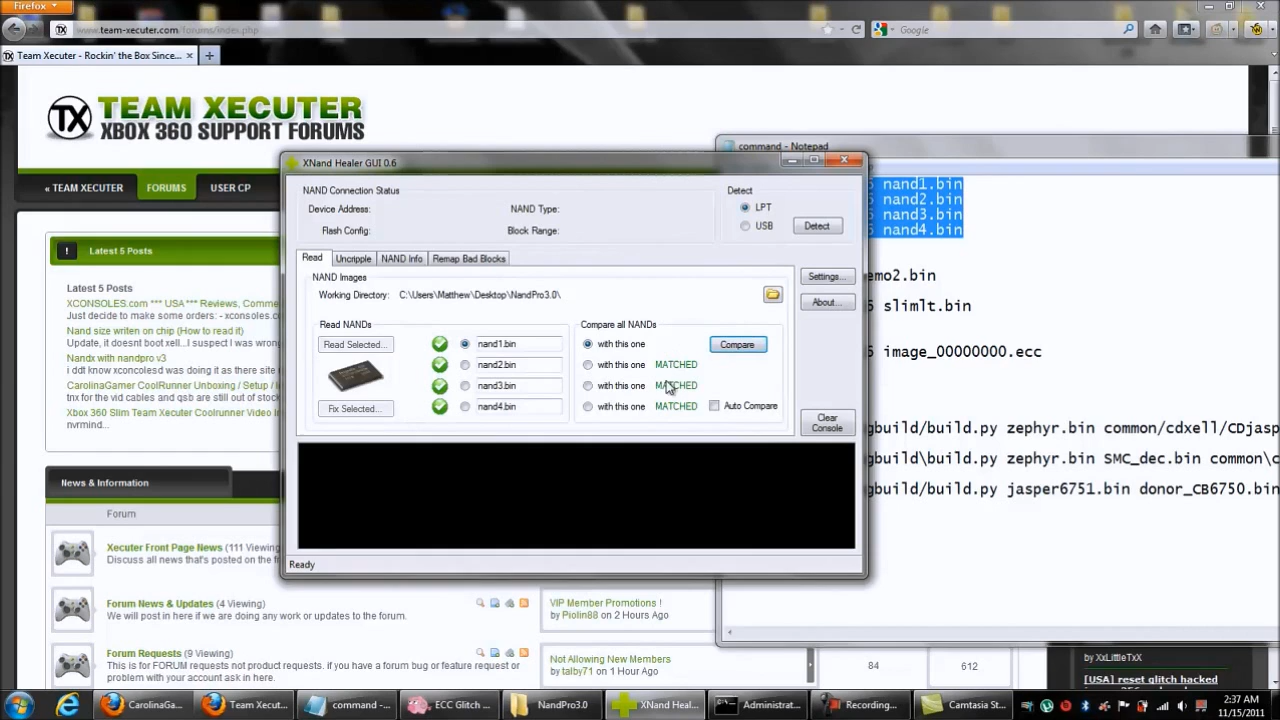 Firefox
www.team-xecuter.com/forums/index.php
Google
Team Xecuter - Rockin' the Box Since...
TEAM XECUTER
XBOX 360 SUPPORT FORUMS
« TEAM XECUTER
FORUMS
USER CP
Latest 5 Posts
Latest 5 Posts
XCONSOLES.com *** USA *** Reviews, Comme
Just decide to make some orders: - xconsoles.c
Nand size writen on chip (How to read it)
Update, it doesnt boot xell...I suspect I was wron
Nandx with nandpro v3
i ddt know xconcolesd was doing it as there site
CarolinaGamer CoolRunner Unboxing / Setup / In
Xbox 360 Slim Team Xecuter Coolrunner Video In
News & Information
Forum
Xecuter Front Page News (111 Viewing)
Discuss all news that's posted on the fr
Forum News & Updates (4 Viewing)
We will post in here if we are doing any work or updates to the forum.
VIP Member Promotions !
by Piolin88 on 2 Hours Ago
Forum Requests (9 Viewing)
This is for FORUM requests not product requests. if you have a forum bug or feature request or
problem with your account ask in here.
Not Allowing New Members
by talby71 on 1 Hour Ago
84
612
by XxLittleTxX
[USA] reset glitch chipped
XNand Healer GUI 0.6
NAND Connection Status
Device Address:
NAND Type:
Flash Config:
Block Range:
Detect
LPT
USB
Detect
Read
Uncripple
NAND Info
Remap Bad Blocks
Settings...
About...
NAND Images
Working Directory: C:\Users\Matthew\Desktop\NandPro3.0\
Read NANDs
Compare all NANDs
Read Selected...
nand1.bin
with this one
Compare
nand2.bin
with this one
MATCHED
nand3.bin
with this one
MATCHED
Fix Selected...
nand4.bin
with this one
MATCHED
Auto Compare
Clear
Console
Ready
command - Notepad
6 nand1.bin
6 nand2.bin
6 nand3.bin
6 nand4.bin
emo2.bin
6 slimlt.bin
6 image_00000000.ecc
gbuild/build.py zephyr.bin common/cdxell/CDjasp
gbuild\build.py zephyr.bin SMC_dec.bin common\c
gbuild/build.py jasper6751.bin donor_CB6750.bin
CarolinaGa...
Team Xecut...
command -...
ECC Glitch ...
NandPro3.0
XNand Heal...
Administrat...
Recording...
Camtasia St...
2:37 AM
11/15/2011